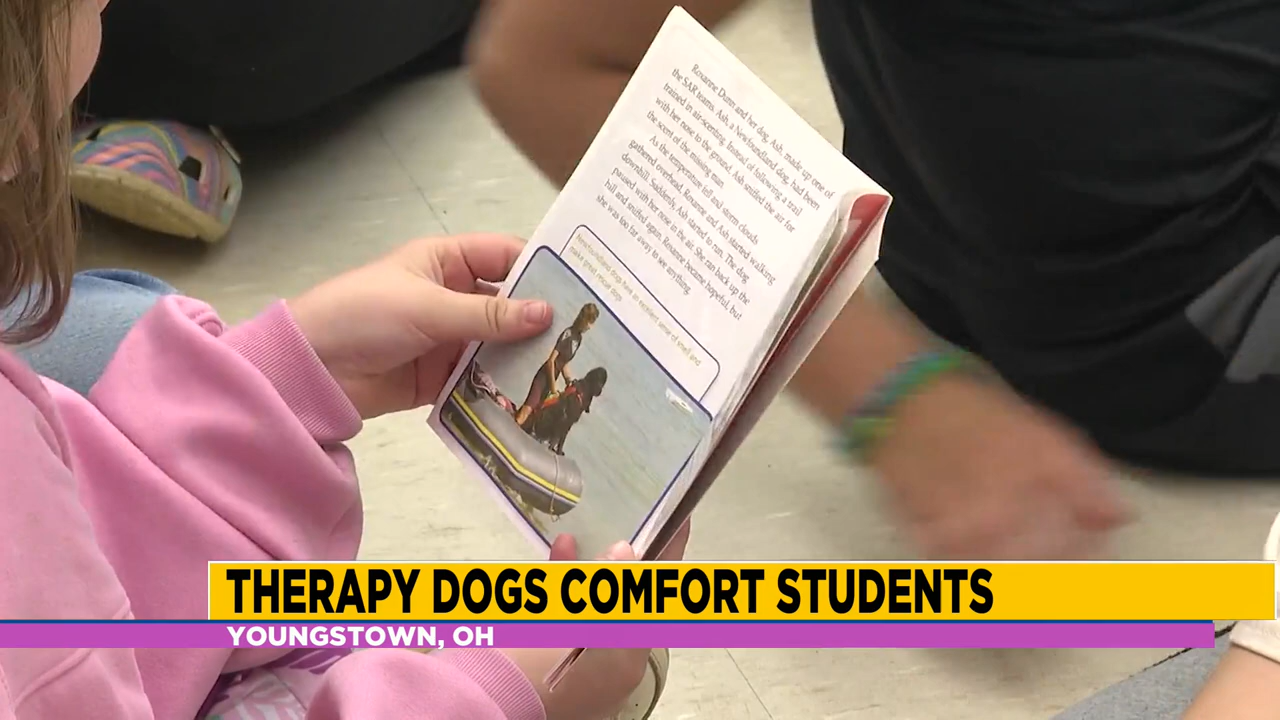 Roxanne Dunn and her dog, Ash, made up one of
the SAR teams. Ash, a Newfoundland dog, had been
trained in air-scenting. Instead of following a trail
with her nose to the ground, Ash sniffed the air for
the scent of the missing man.
As the temperature fell and storm clouds
gathered overhead, Roxanne and Ash started walking
downhill. Suddenly, Ash started to run. The dog
paused with her nose in the air. She ran back up the
hill and sniffed again. Roxanne became hopeful, but
she was too far away to see anything.
Newfoundland dogs have an excellent sense of smell and
make great rescue dogs.
THERAPY DOGS COMFORT STUDENTS
YOUNGSTOWN, OH